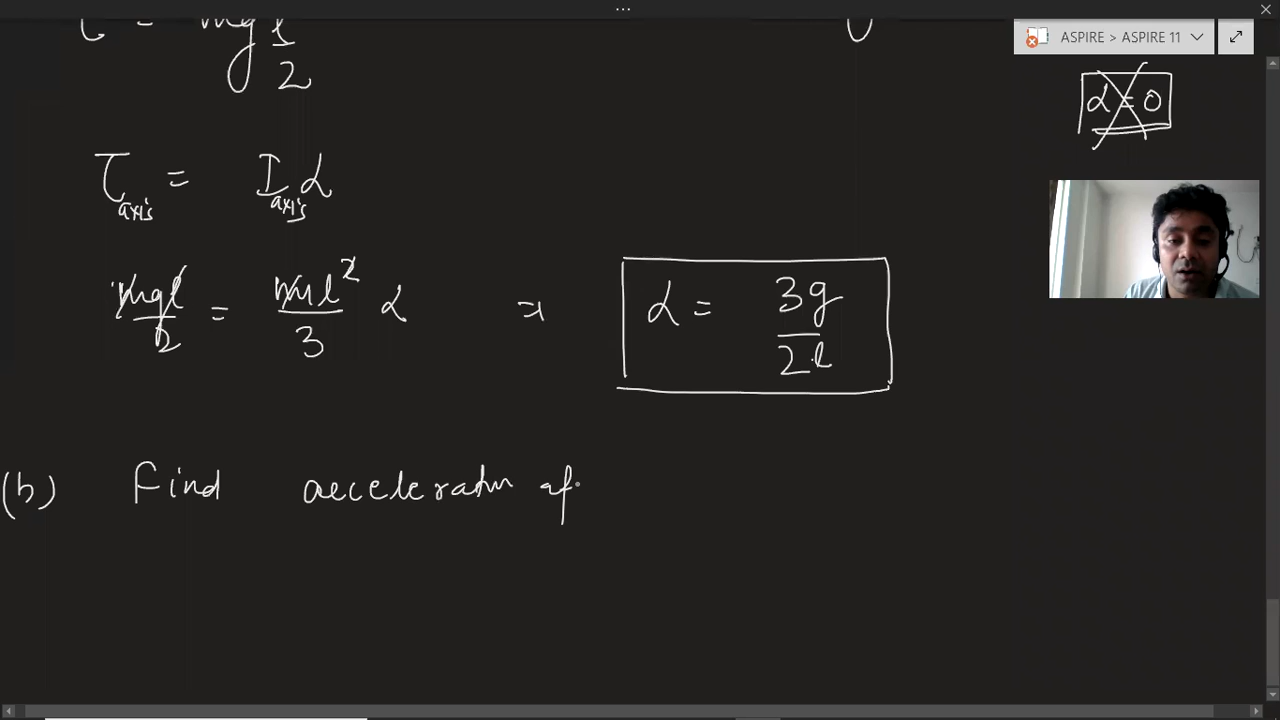 τ = mg l/2
ASPIRE > ASPIRE 11
α = 0
τ_axis = I_axis α
mgl/2 = ml²/3 α ⇒ α = 3g/2l
(b) Find acceleration of